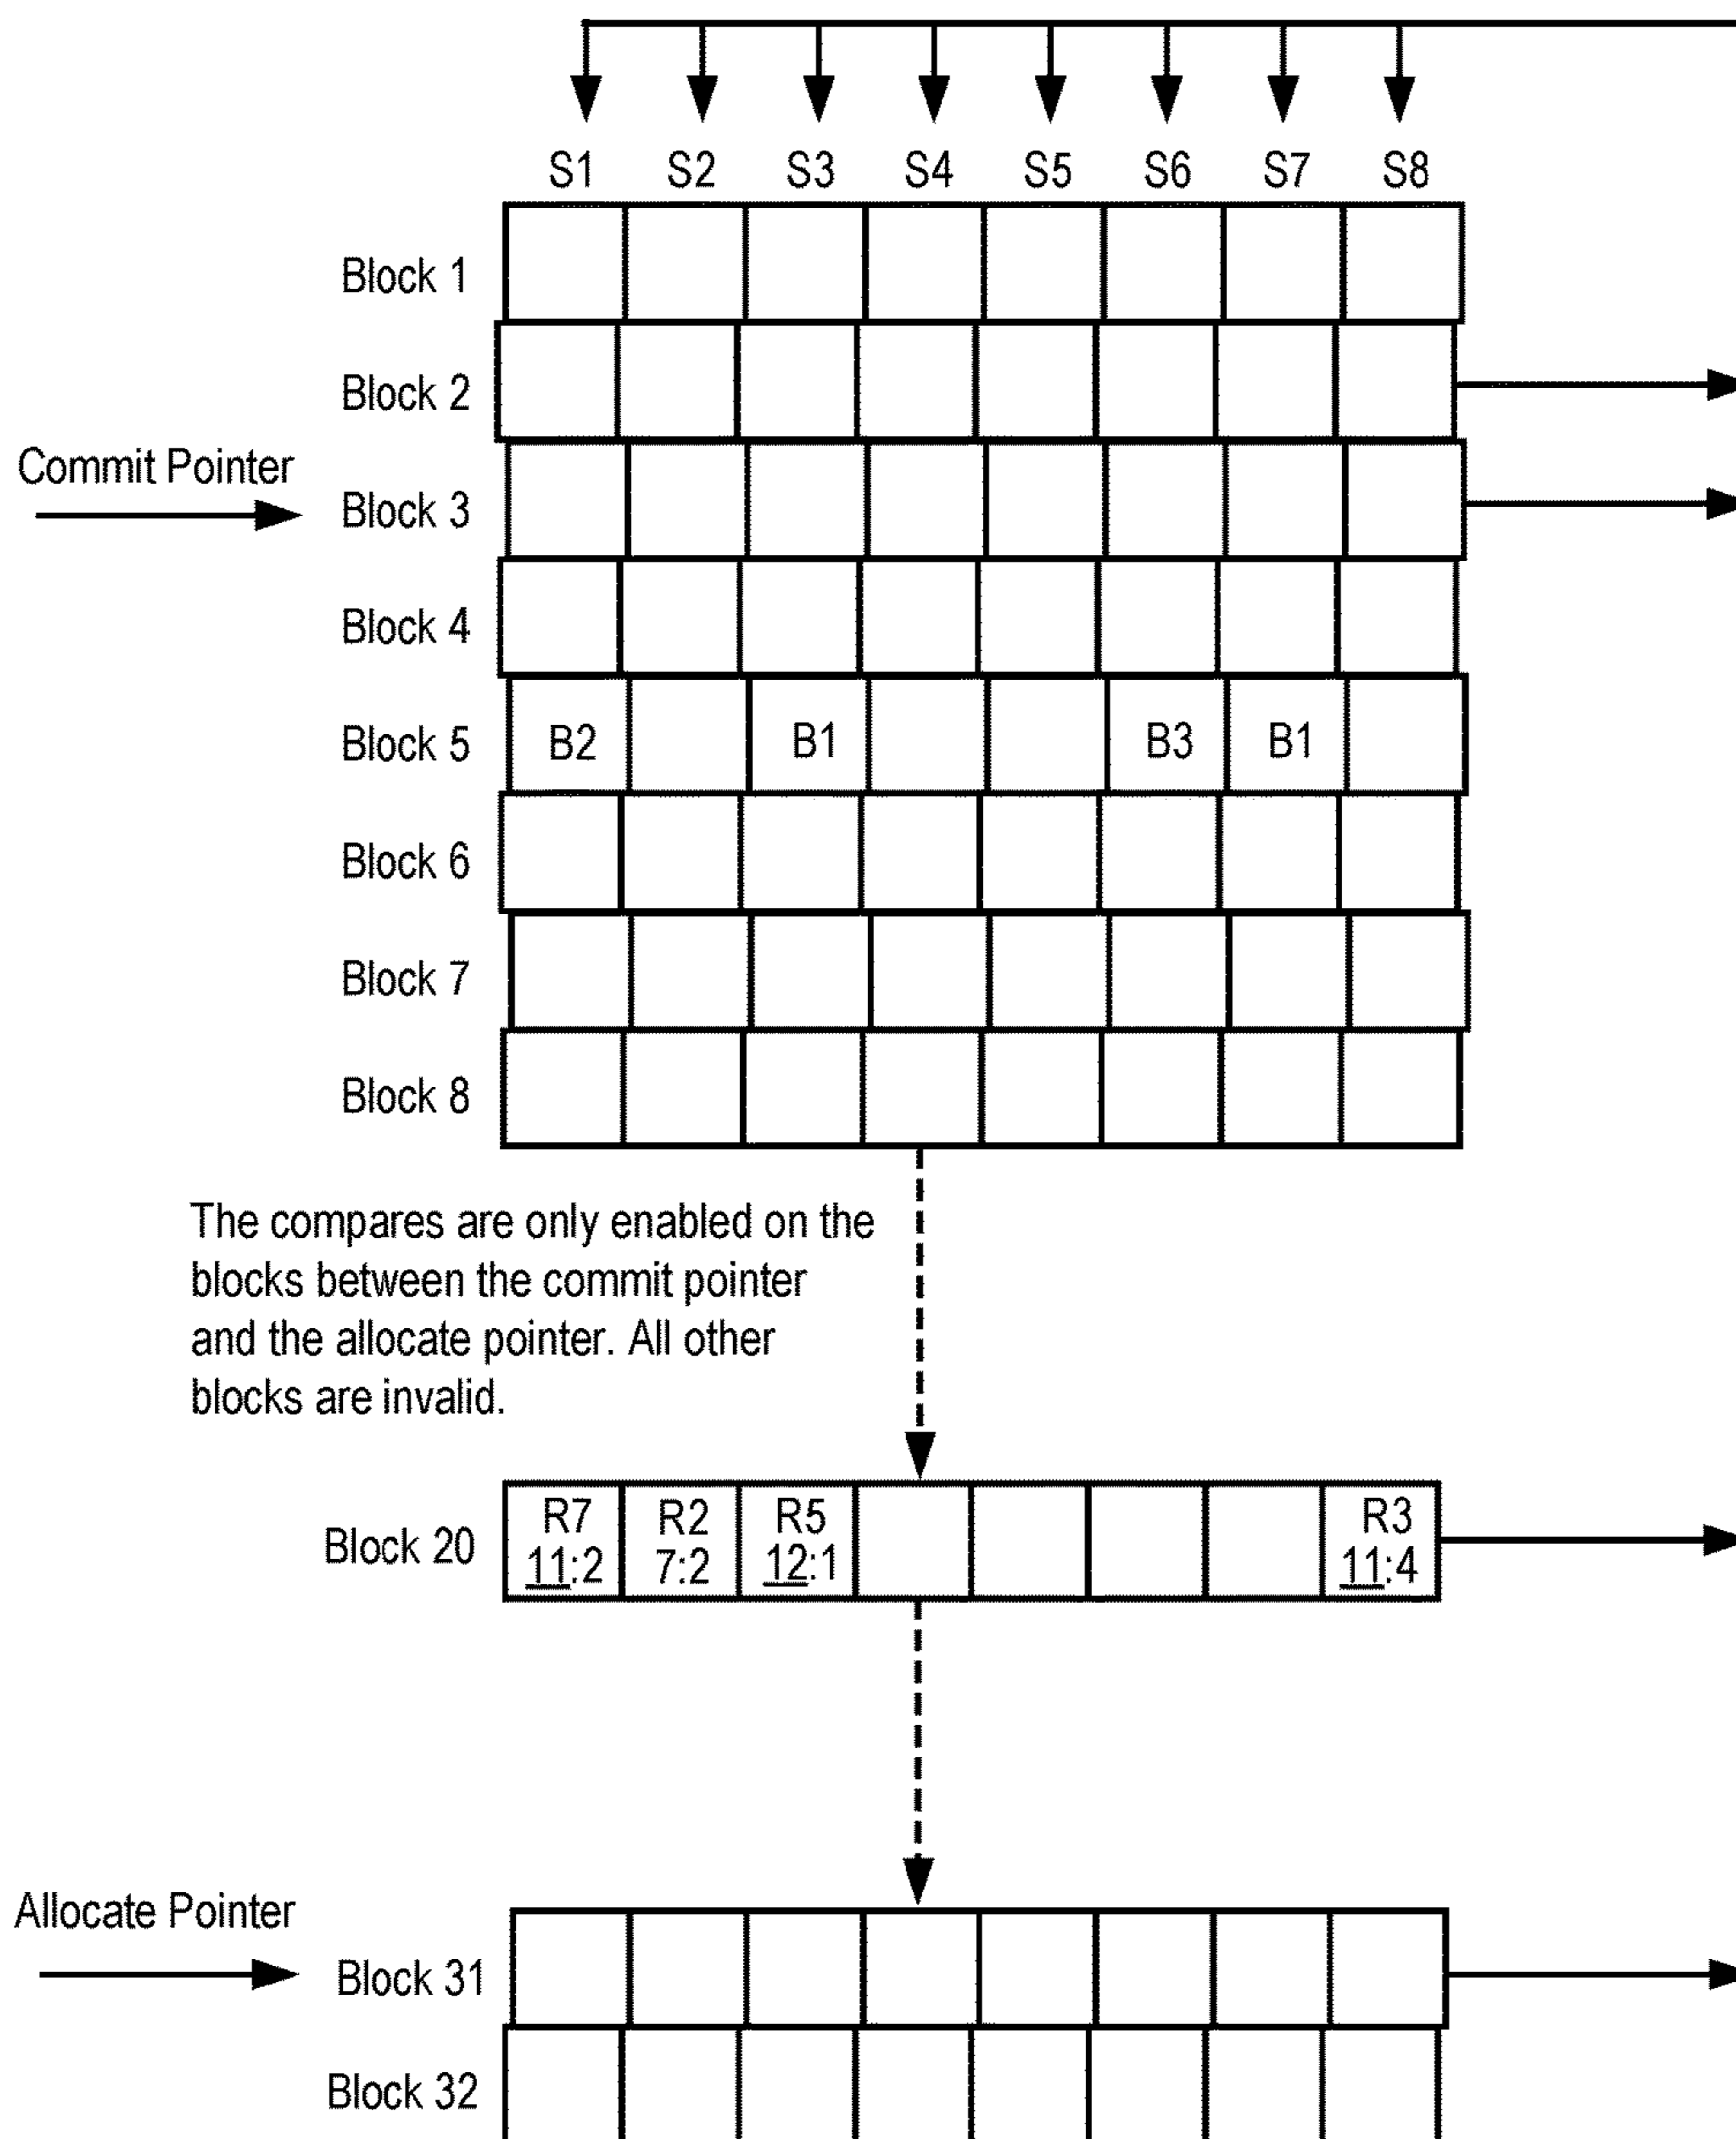 S1 S2 S3 S4 S5 S6 S7 S8
Block 1
Block 2
Commit Pointer
Block 3
Block 4
Block 5 B2 B1 B3 B1
Block 6
Block 7
Block 8
The compares are only enabled on the
blocks between the commit pointer
and the allocate pointer. All other
blocks are invalid.
R7 R2 R5 R3
Block 20
11:2 7:2 12:1 11:4
Allocate Pointer
Block 31
Block 32